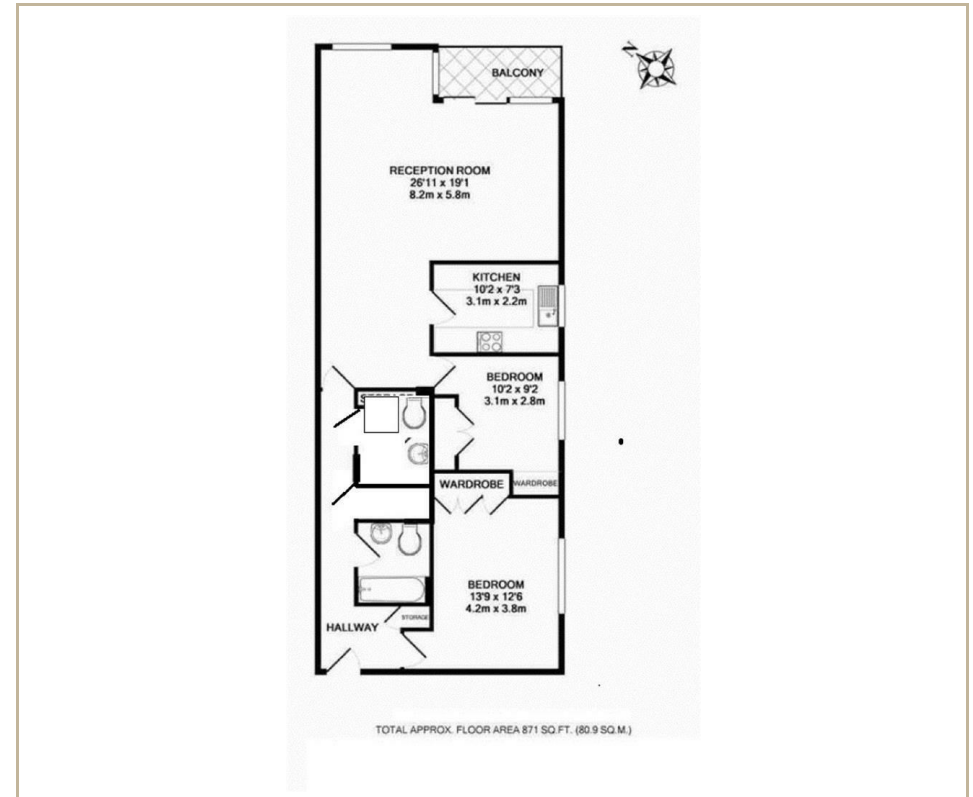 N
BALCONY
RECEPTION ROOM
26'11 x 19'1
8.2m x 5.8m
KITCHEN
10'2 x 7'3
3.1m x 2.2m
BEDROOM
10'2 x 9'2
3.1m x 2.8m
WARDROBE
WARDROBE
BEDROOM
13'9 x 12'6
4.2m x 3.8m
STORAGE
HALLWAY
TOTAL APPROX. FLOOR AREA 871 SQ.FT. (80.9 SQ.M.)